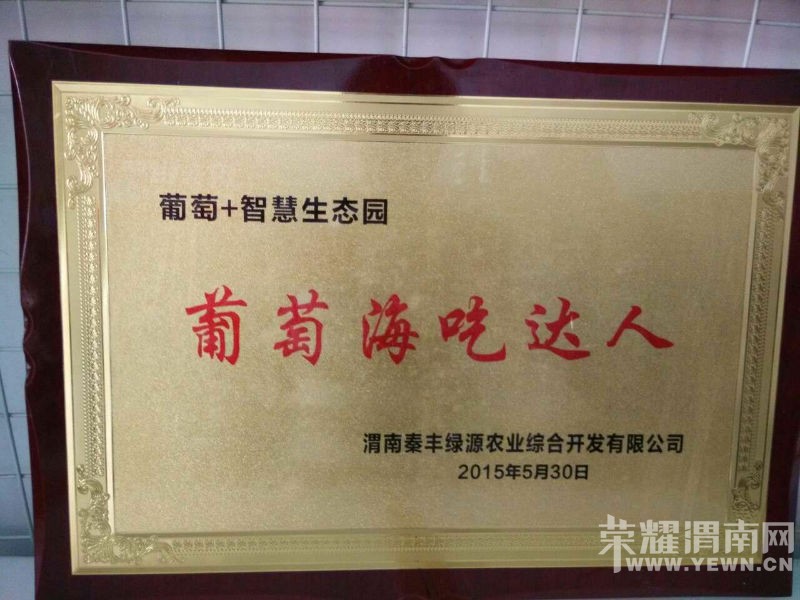 葡萄+智慧生态园
葡萄海吃达人
渭南秦丰绿源农业综合开发有限公司
2015年5月30日
荣耀渭南网
WWW.YEWN.CN